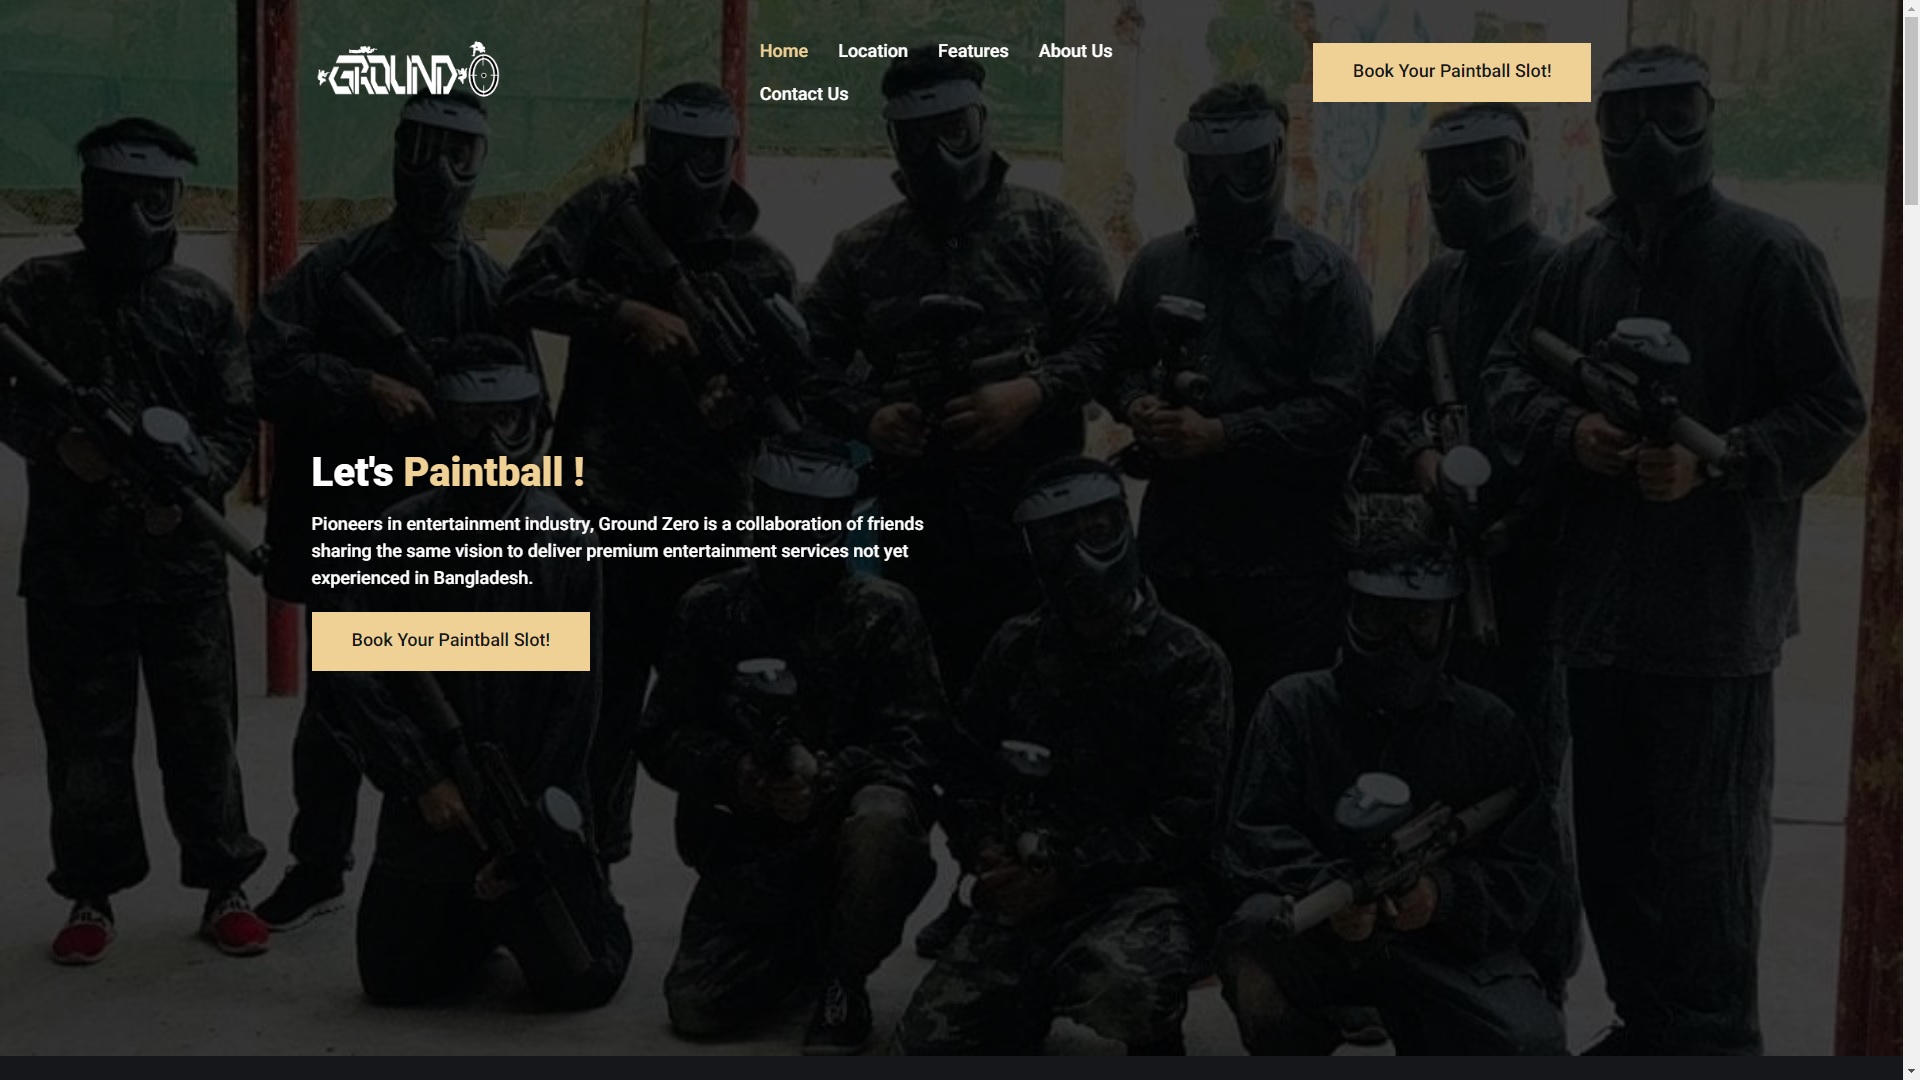 GROUND
Home Location Features About Us
Contact Us
Book Your Paintball Slot!
Let's Paintball !
Pioneers in entertainment industry, Ground Zero is a collaboration of friends
sharing the same vision to deliver premium entertainment services not yet
experienced in Bangladesh.
Book Your Paintball Slot!